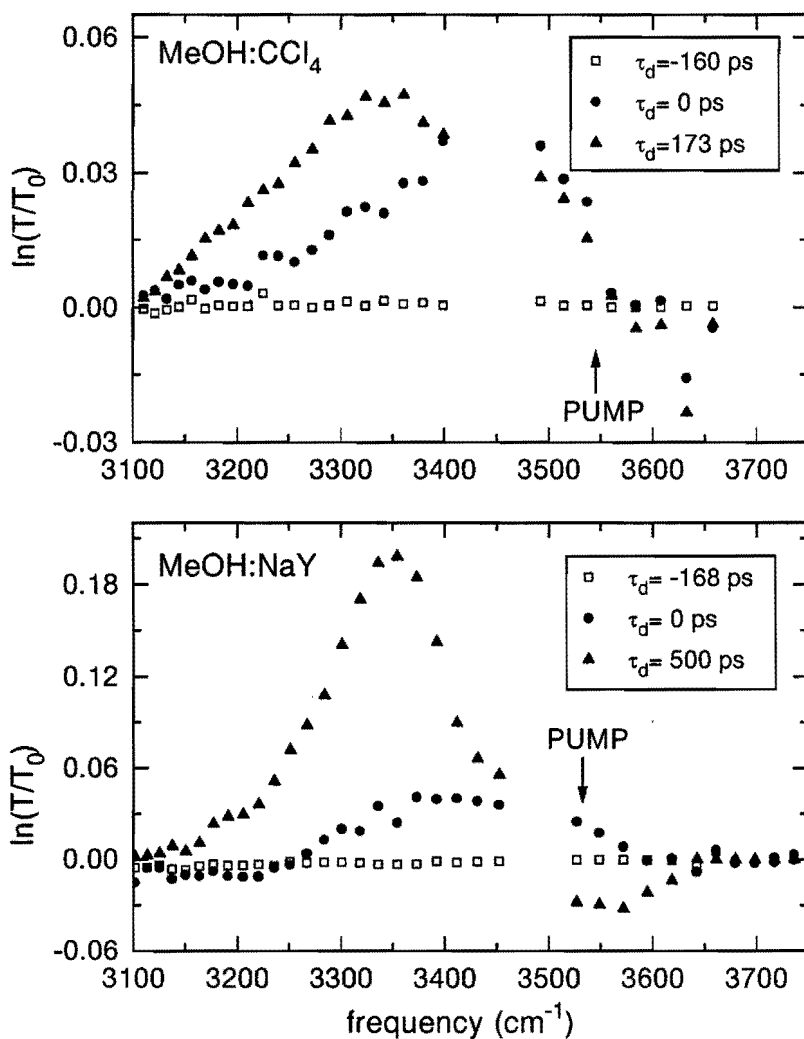 0.06
MeOH:CCl₄
τd=-160 ps
τd= 0 ps
τd=173 ps
0.03
ln(T/T₀)
0.00
PUMP
-0.03
3100 3200 3300 3400 3500 3600 3700
MeOH:NaY
0.18
τd= -168 ps
τd= 0 ps
τd= 500 ps
0.12
ln(T/T₀)
PUMP
0.06
0.00
-0.06
3100 3200 3300 3400 3500 3600 3700
frequency (cm⁻¹)